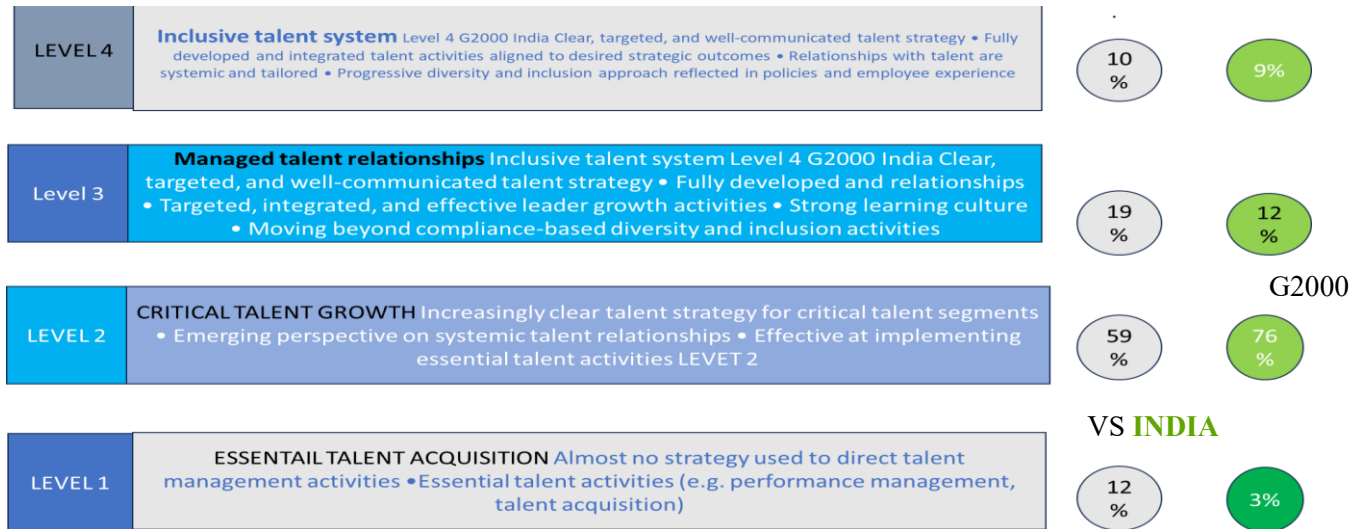 .
LEVEL 4
Inclusive talent system Level 4 G2000 India Clear, targeted, and well-communicated talent strategy • Fully
developed and integrated talent activities aligned to desired strategic outcomes • Relationships with talent are
systemic and tailored • Progressive diversity and inclusion approach reflected in policies and employee experience
10
%
9%
Level 3
Managed talent relationships Inclusive talent system Level 4 G2000 India Clear,
targeted, and well-communicated talent strategy • Fully developed and relationships
• Targeted, integrated, and effective leader growth activities • Strong learning culture
• Moving beyond compliance-based diversity and inclusion activities
19
%
12
%
G2000
LEVEL 2
CRITICAL TALENT GROWTH Increasingly clear talent strategy for critical talent segments
• Emerging perspective on systemic talent relationships • Effective at implementing
essential talent activities LEVET 2
59
%
76
%
VS INDIA
LEVEL 1
ESSENTAIL TALENT ACQUISITION Almost no strategy used to direct talent
management activities •Essential talent activities (e.g. performance management,
talent acquisition)
12
%
3%